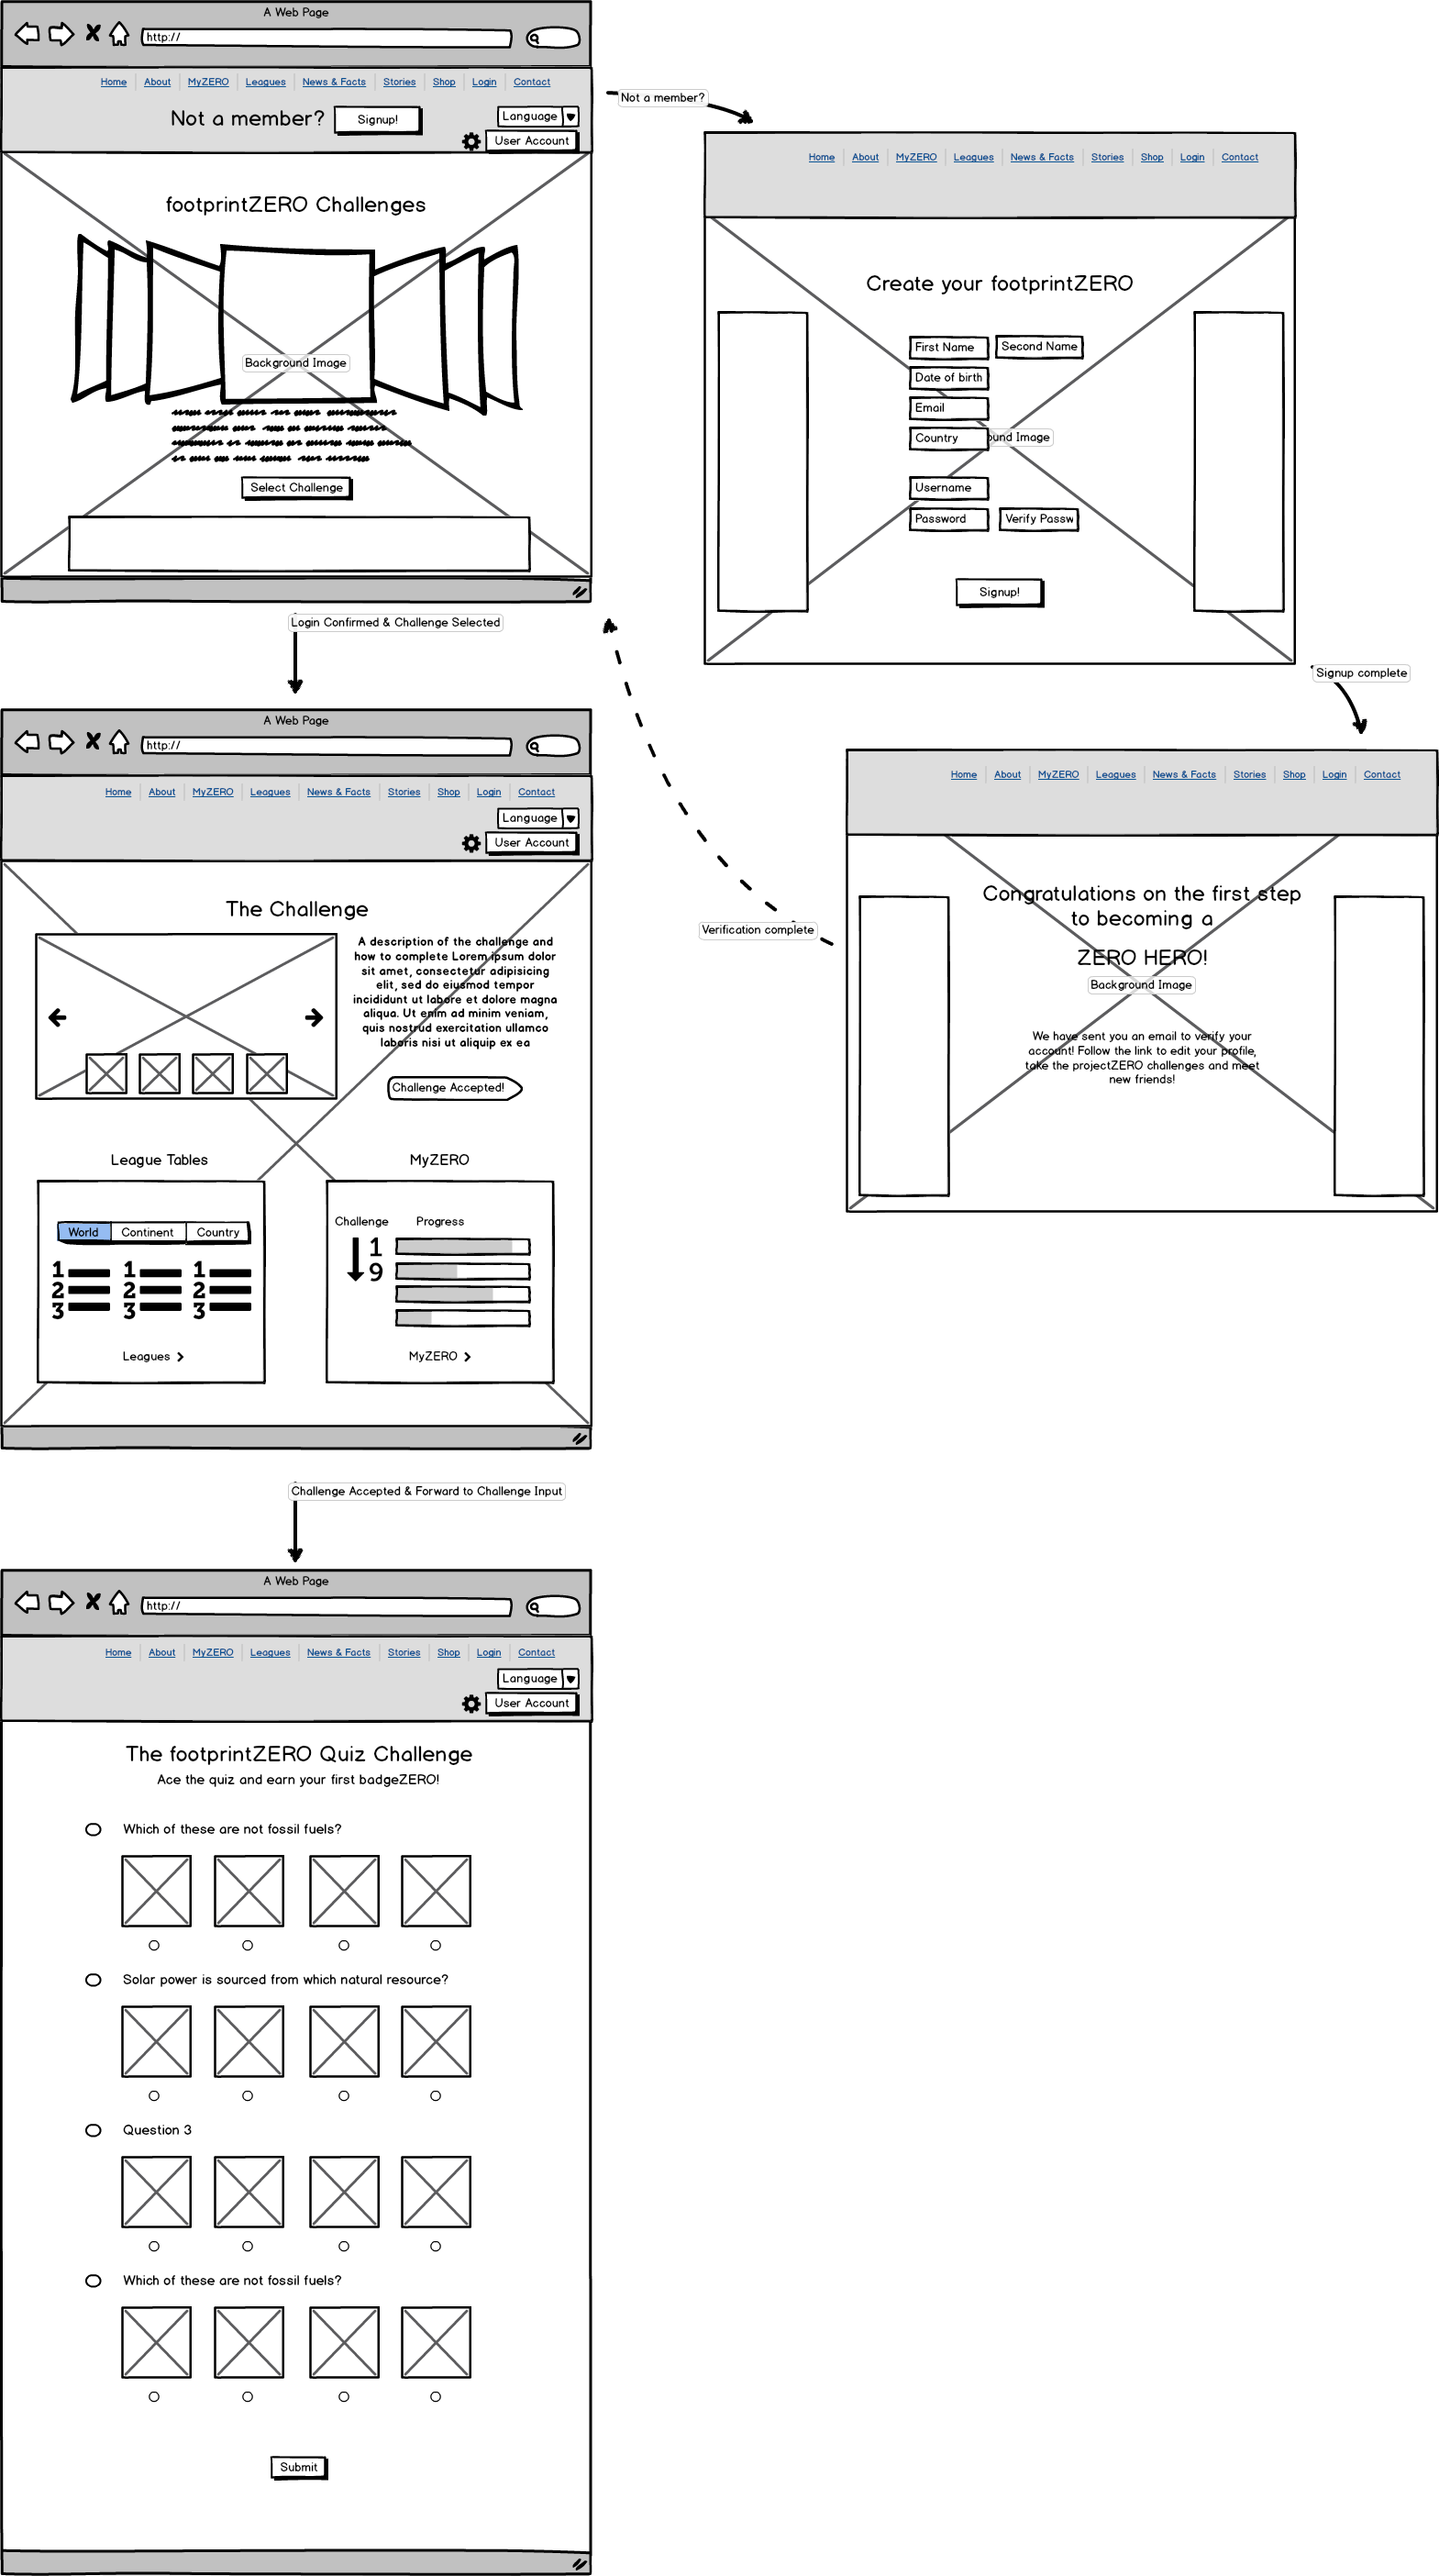 A Web Page
http://
Home About MyZERO Leagues News & Facts Stories Shop Login Contact
Not a member? Signup!
Language
User Account
footprintZERO Challenges
Background Image
Select Challenge
Not a member?
Home About MyZERO Leagues News & Facts Stories Shop Login Contact
Create your footprintZERO
First Name Second Name
Date of birth
Email
Country und Image
Username
Password Verify Passw
Signup!
Login Confirmed & Challenge Selected
Signup complete
Home About MyZERO Leagues News & Facts Stories Shop Login Contact
Congratulations on the first step
to becoming a
ZERO HERO!
Background Image
We have sent you an email to verify your
account! Follow the link to edit your profile,
take the projectZERO challenges and meet
new friends!
Verification complete
A Web Page
http://
Home About MyZERO Leagues News & Facts Stories Shop Login Contact
Language
User Account
The Challenge
A description of the challenge and
how to complete Lorem ipsum dolor
sit amet, consectetur adipisicing
elit, sed do eiusmod tempor
incididunt ut labore et dolore magna
aliqua. Ut enim ad minim veniam,
quis nostrud exercitation ullamco
laboris nisi ut aliquip ex ea
Challenge Accepted!
League Tables
World Continent Country
1 1 1
2 2 2
3 3 3
Leagues
MyZERO
Challenge Progress
1
9
MyZERO
Challenge Accepted & Forward to Challenge Input
A Web Page
http://
Home About MyZERO Leagues News & Facts Stories Shop Login Contact
Language
User Account
The footprintZERO Quiz Challenge
Ace the quiz and earn your first badgeZERO!
Which of these are not fossil fuels?
Solar power is sourced from which natural resource?
Question 3
Which of these are not fossil fuels?
Submit